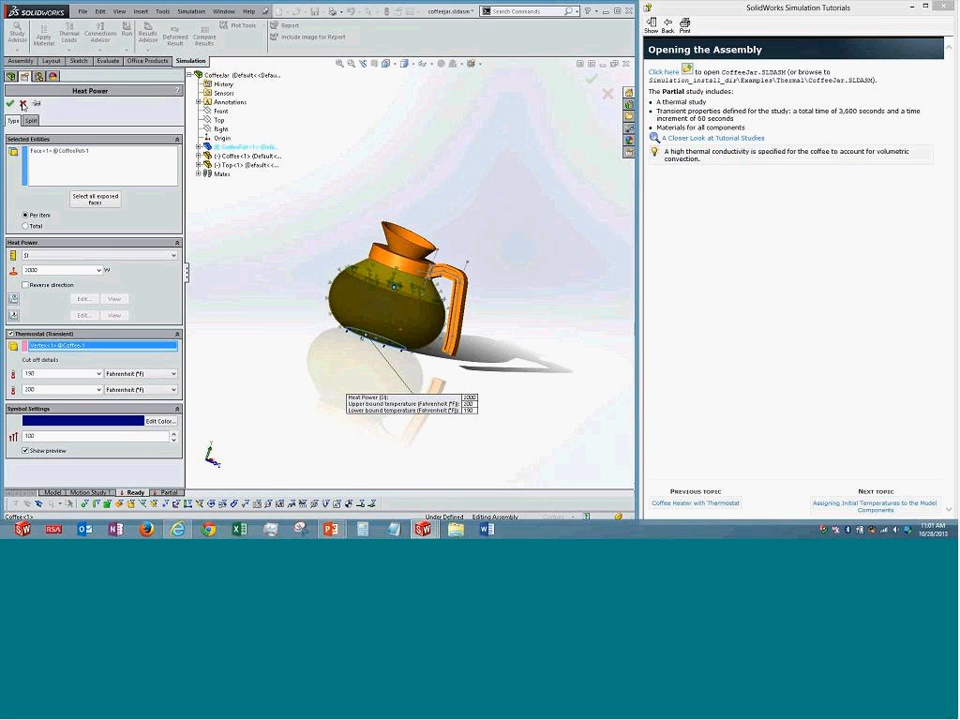 SOLIDWORKS
File Edit View Insert Tools Simulation Window Help
coffeejar.sldasm *
Search Commands
SolidWorks Simulation Tutorials
Study Advisor
Apply Material
Thermal Loads
Connections Advisor
Run
Results Advisor
Deformed Result
Compare Results
Plot Tools
Report
Include Image for Report
Show Back Print
Assembly Layout Sketch Evaluate Office Products Simulation
Opening the Assembly
Click here to open CoffeeJar.SLDASM (or browse to
Simulation_install_dir\Examples\Thermal\CoffeeJar.SLDASM).
The Partial study includes:
• A thermal study
• Transient properties defined for the study: a total time of 3,600 seconds and a time
increment of 60 seconds
• Materials for all components
A Closer Look at Tutorial Studies
A high thermal conductivity is specified for the coffee to account for volumetric
convection.
Heat Power
?
Type Split
Selected Entities
Face<1>@CoffeePot-1
Select all exposed
faces
Per item
Total
Heat Power
SI
2000 W
Reverse direction
Edit... View
Edit... View
Thermostat (Transient)
Vertex<1>@Coffee-1
Cut off details
190 Fahrenheit (°F)
200 Fahrenheit (°F)
Symbol Settings
Edit Color...
100
Show preview
CoffeeJar (Default<Defau...
History
Sensors
Annotations
Front
Top
Right
Origin
(f) CoffeePot<1> (Defa...
(-) Coffee<1> (Default<...
(-) Top<1> (Default<<...
Mates
Heat Power (SI): 2000
Upper bound temperature (Fahrenheit (°F)): 200
Lower bound temperature (Fahrenheit (°F)): 190
Model Motion Study 1 Ready Partial
Coffee<1>
Under Defined Editing Assembly
Previous topic
Coffee Heater with Thermostat
Next topic
Assigning Initial Temperatures to the Model
Components
RSA
11:01 AM
10/28/2013